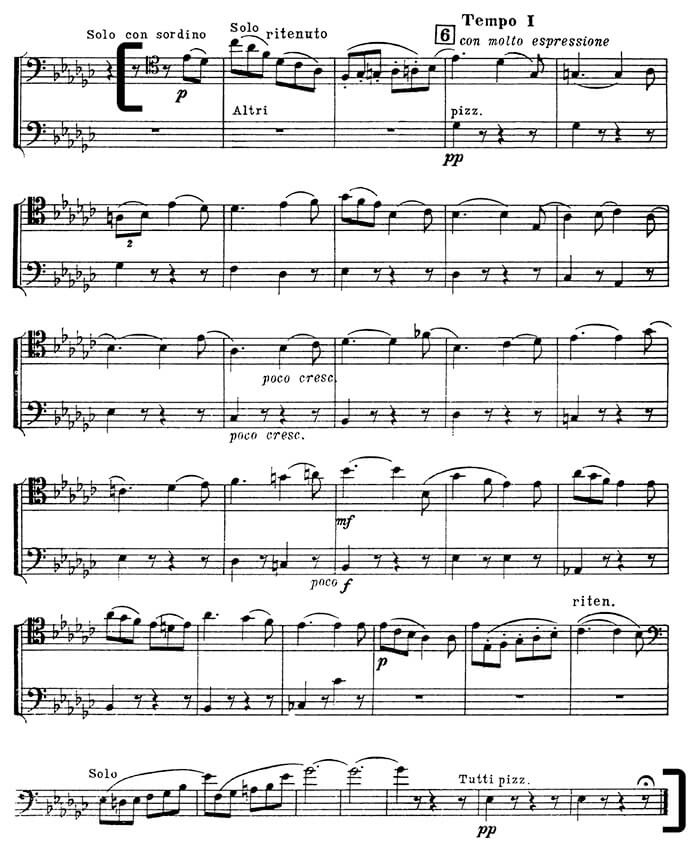 Tempo I
Solo con sordino Solo ritenuto 6 con molto espressione
p
Altri pizz.
pp
2
poco cresc.
poco cresc.
mf
poco f
riten.
p
Solo Tutti pizz.
pp